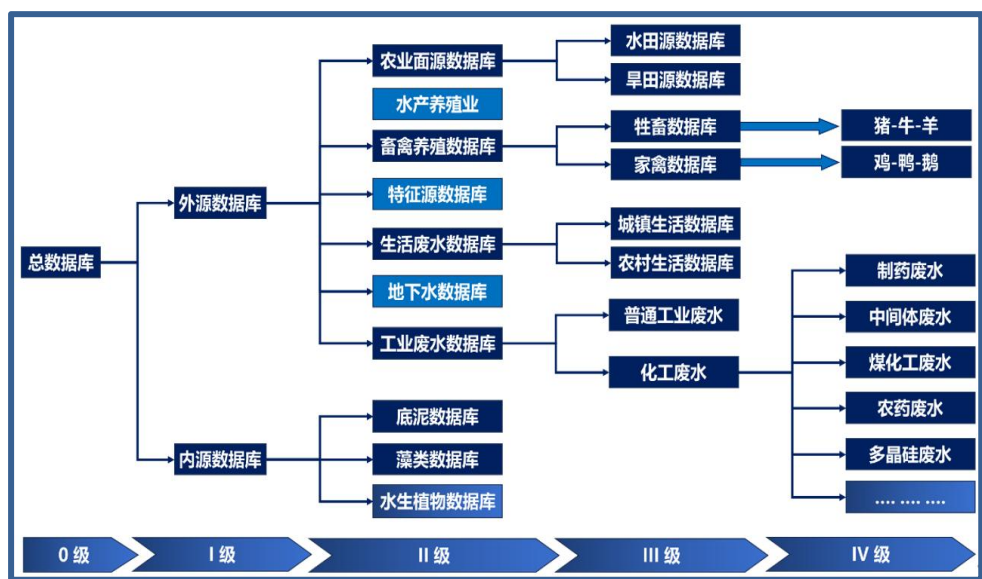 总数据库
外源数据库
内源数据库
农业面源数据库
水产养殖业
畜禽养殖数据库
特征源数据库
生活废水数据库
地下水数据库
工业废水数据库
底泥数据库
藻类数据库
水生植物数据库
水田源数据库
旱田源数据库
牲畜数据库
家禽数据库
城镇生活数据库
农村生活数据库
普通工业废水
化工废水
猪-牛-羊
鸡-鸭-鹅
制药废水
中间体废水
煤化工废水
农药废水
多晶硅废水
.... .... ....
0 级
I 级
II 级
III 级
IV 级